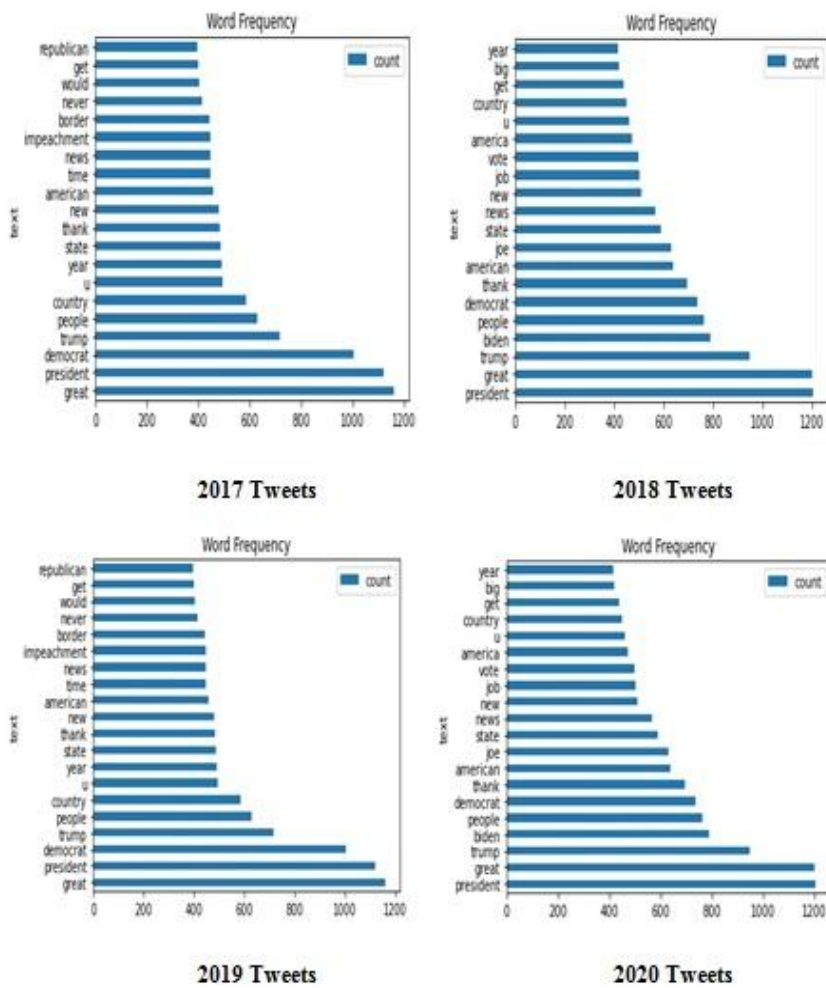 Word Frequency
republican
get
would
never
border
impeachment
news
time
american
new
thank
state
year
u
country
people
trump
democrat
president
great
text
count
0 200 400 600 800 1000 1200
2017 Tweets
Word Frequency
year
big
get
country
u
america
vote
job
new
news
state
joe
american
thank
democrat
people
biden
trump
great
president
text
count
0 200 400 600 800 1000 1200
2018 Tweets
Word Frequency
republican
get
would
never
border
impeachment
news
time
american
new
thank
state
year
u
country
people
trump
democrat
president
great
text
count
0 200 400 600 800 1000 1200
2019 Tweets
Word Frequency
year
big
get
country
u
america
vote
job
new
news
state
joe
american
thank
democrat
people
biden
trump
great
president
text
count
0 200 400 600 800 1000 1200
2020 Tweets